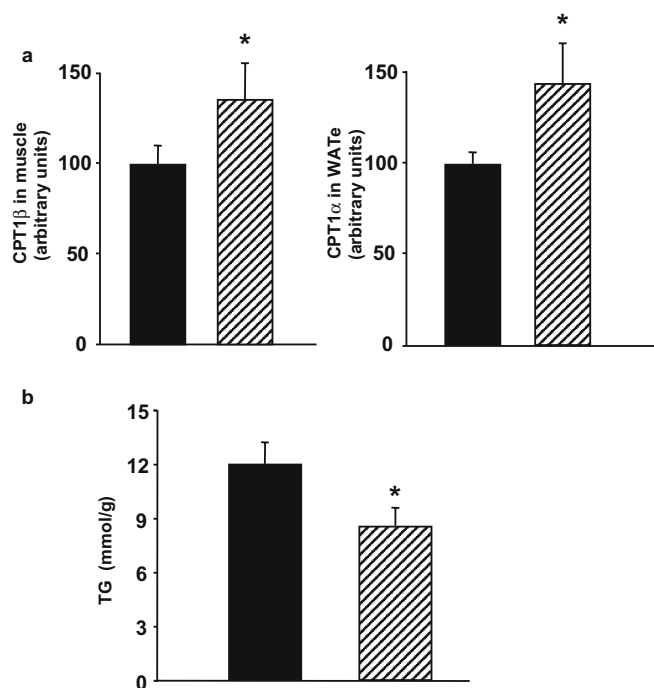 a
*
150
100
50
0
CPT1β in muscle
(arbitrary units)
*
150
100
50
0
CPT1α in WATe
(arbitrary units)
b
*
15
12
9
6
3
0
TG (mmol/g)